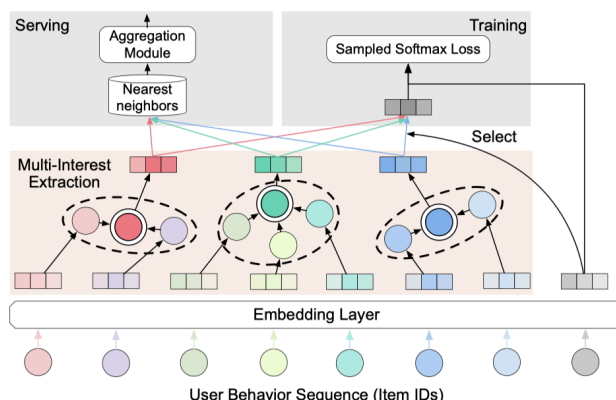 Serving
Training
Aggregation
Module
Sampled Softmax Loss
Nearest
neighbors
Select
Multi-Interest
Extraction
Embedding Layer
User Behavior Sequence (Item IDs)